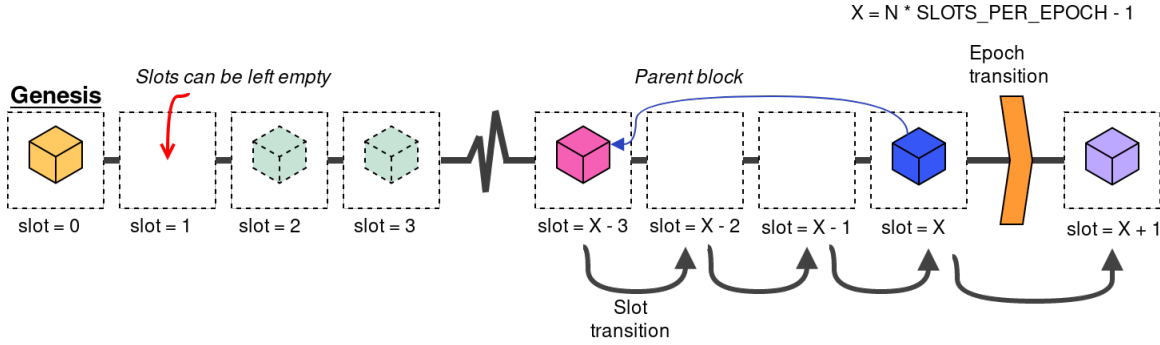 X = N * SLOTS_PER_EPOCH - 1
Slots can be left empty
Parent block
Epoch
transition
Genesis
slot = 0
slot = 1
slot = 2
slot = 3
slot = X - 3
slot = X - 2
slot = X - 1
slot = X
slot = X + 1
Slot
transition